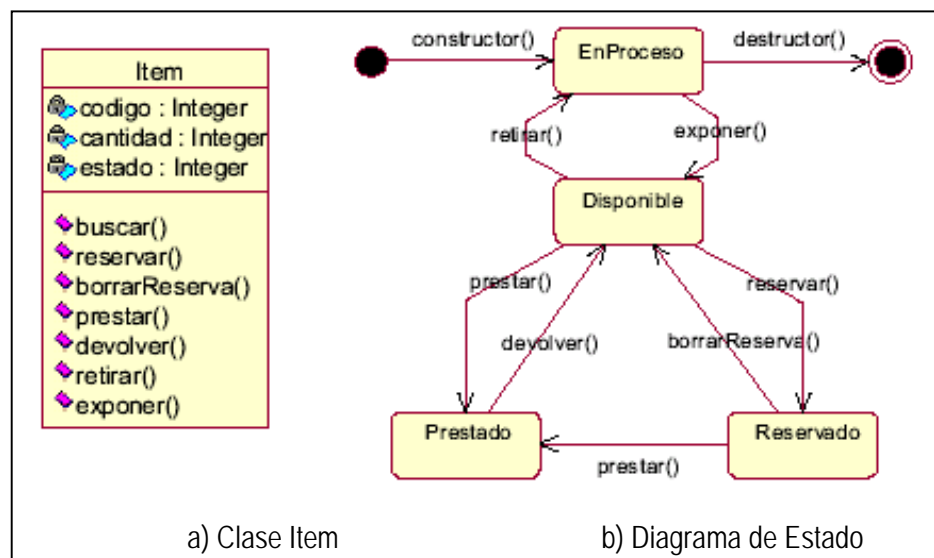 Item
codigo : Integer
cantidad : Integer
estado : Integer
buscar()
reservar()
borrarReserva()
prestar()
devolver()
retirar()
exponer()
constructor()
EnProceso
destructor()
retirar()
exponer()
Disponible
prestar()
reservar()
devolver()
borrarReserva()
Prestado
Reservado
prestar()
a) Clase Item
b) Diagrama de Estado